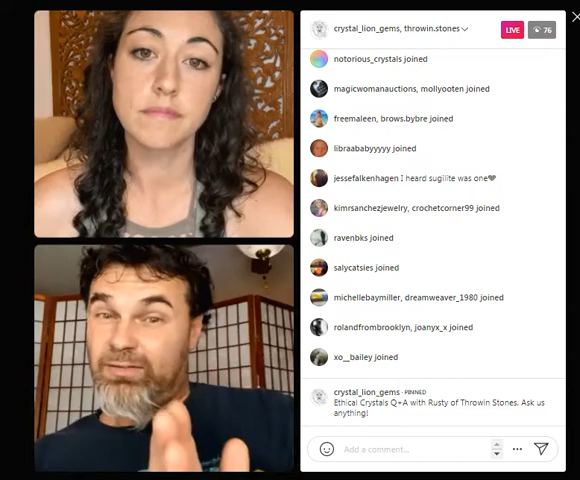 crystal_lion_gems, throwin.stones
LIVE
76
notorious_crystals joined
magicwomanauctions, mollyooten joined
freemaleen, brows.bybre joined
libraababyyyyy joined
jessefalkenhagen I heard sugilite was one
kimrsanchezjewelry, crochetcorner99 joined
ravenbks joined
salycatsies joined
michellebaymiller, dreamweaver_1980 joined
rolandfrombrooklyn, joanyx_x joined
xo__bailey joined
crystal_lion_gems · PINNED
Ethical Crystals Q+A with Rusty of Throwin Stones. Ask us
anything!
Add a comment...